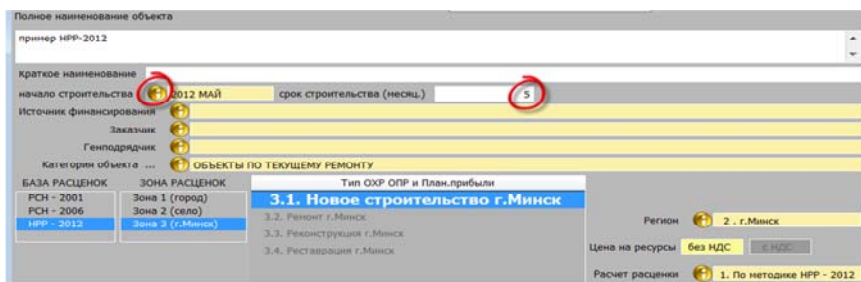 Полное наименование объекта
пример НРР-2012
Краткое наименование
начало строительства 2012 МАЙ срок строительства (месяц.) 5
Источник финансирования
Заказчик
Генподрядчик
Категория объекта ... ОБЪЕКТЫ ПО ТЕКУЩЕМУ РЕМОНТУ
БАЗА РАСЦЕНОК ЗОНА РАСЦЕНОК Тип ОХР ОПР и План.прибыли
РСН - 2001 Зона 1 (город) 3.1. Новое строительство г.Минск
РСН - 2006 Зона 2 (село) 3.2. Ремонт г.Минск
НРР - 2012 Зона 3 (г.Минск) 3.3. Реконструкция г.Минск
3.4. Реставрация г.Минск
Регион 2 . г.Минск
Цена на ресурсы без НДС с НДС
Расчет расценки 1. По методике НРР - 2012